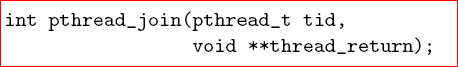 int pthread_join(pthread_t tid,
void **thread_return);